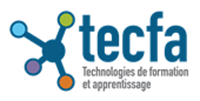 tecfa
Technologies de formation
et apprentissage